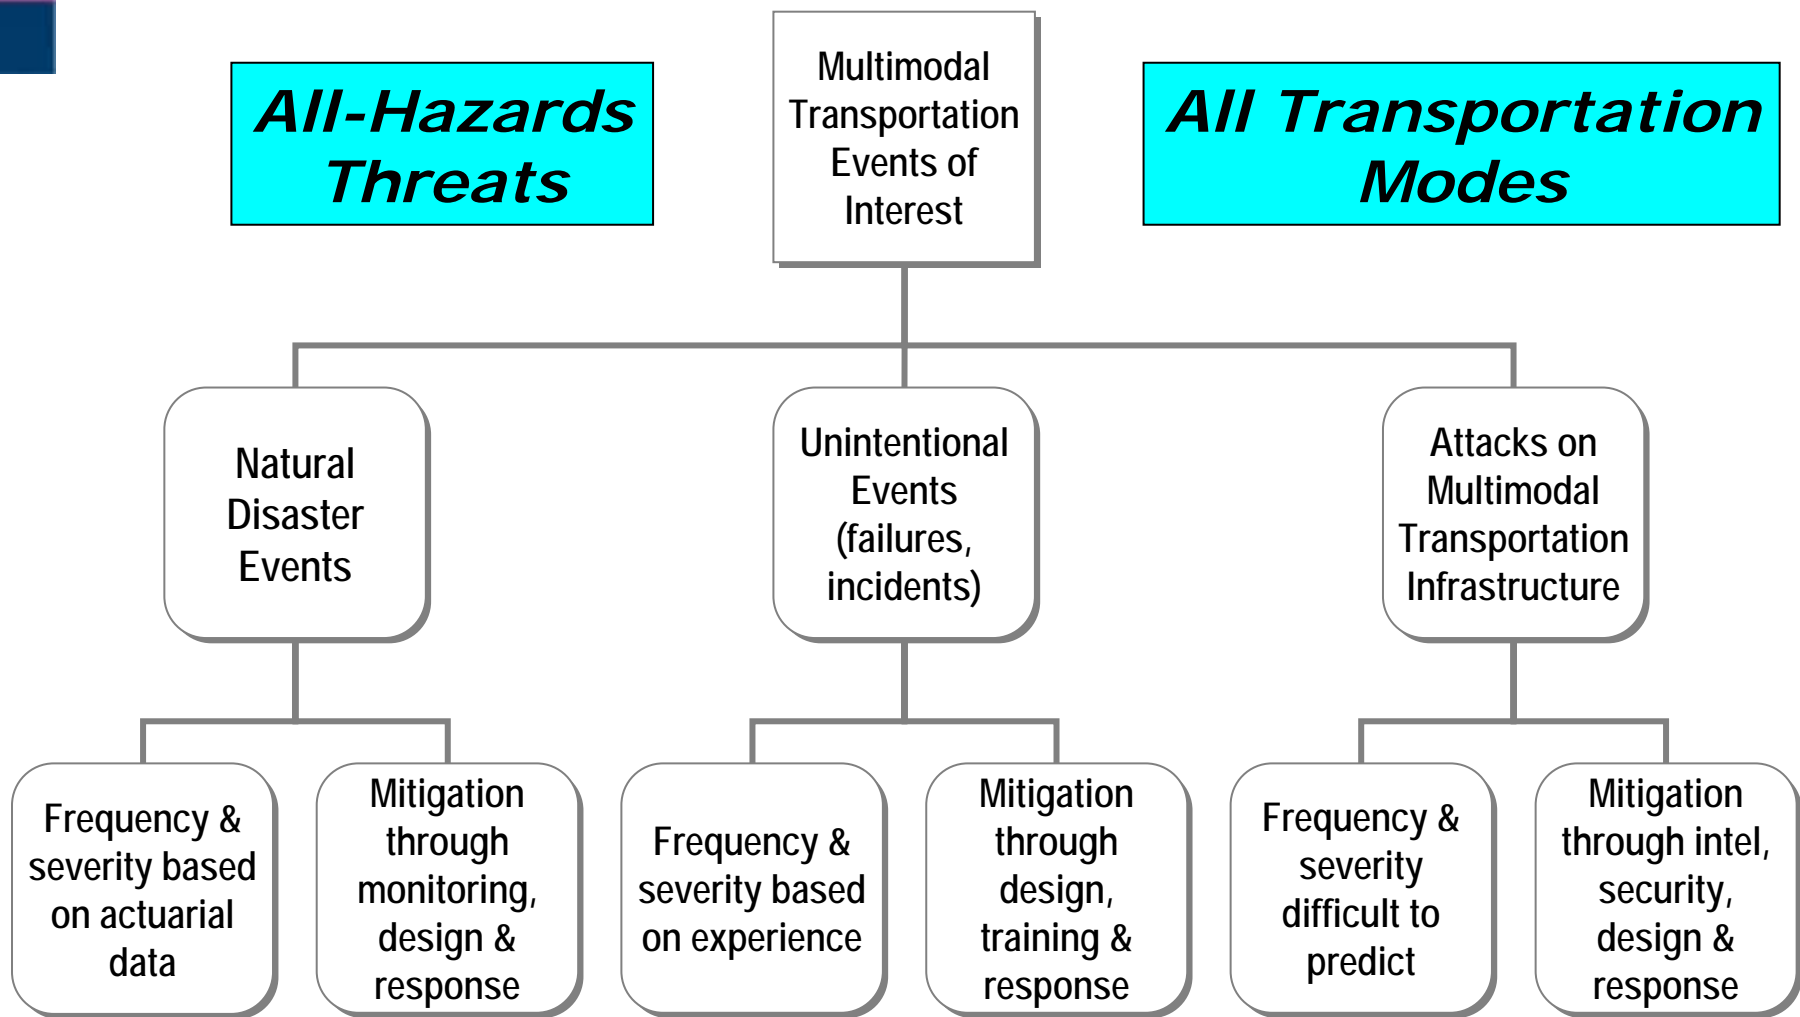 All-Hazards
Threats
Multimodal
Transportation
Events of
Interest
All Transportation
Modes
Natural
Disaster
Events
Unintentional
Events
(failures,
incidents)
Attacks on
Multimodal
Transportation
Infrastructure
Frequency &
severity based
on actuarial
data
Mitigation
through
monitoring,
design &
response
Frequency &
severity based
on experience
Mitigation
through
design,
training &
response
Frequency &
severity
difficult to
predict
Mitigation
through intel,
security,
design &
response